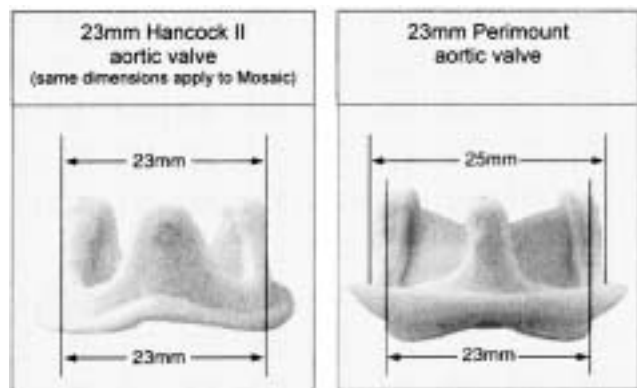 23mm Hancock II
aortic valve
(same dimensions apply to Mosaic)
23mm
23mm
23mm Perimount
aortic valve
25mm
23mm